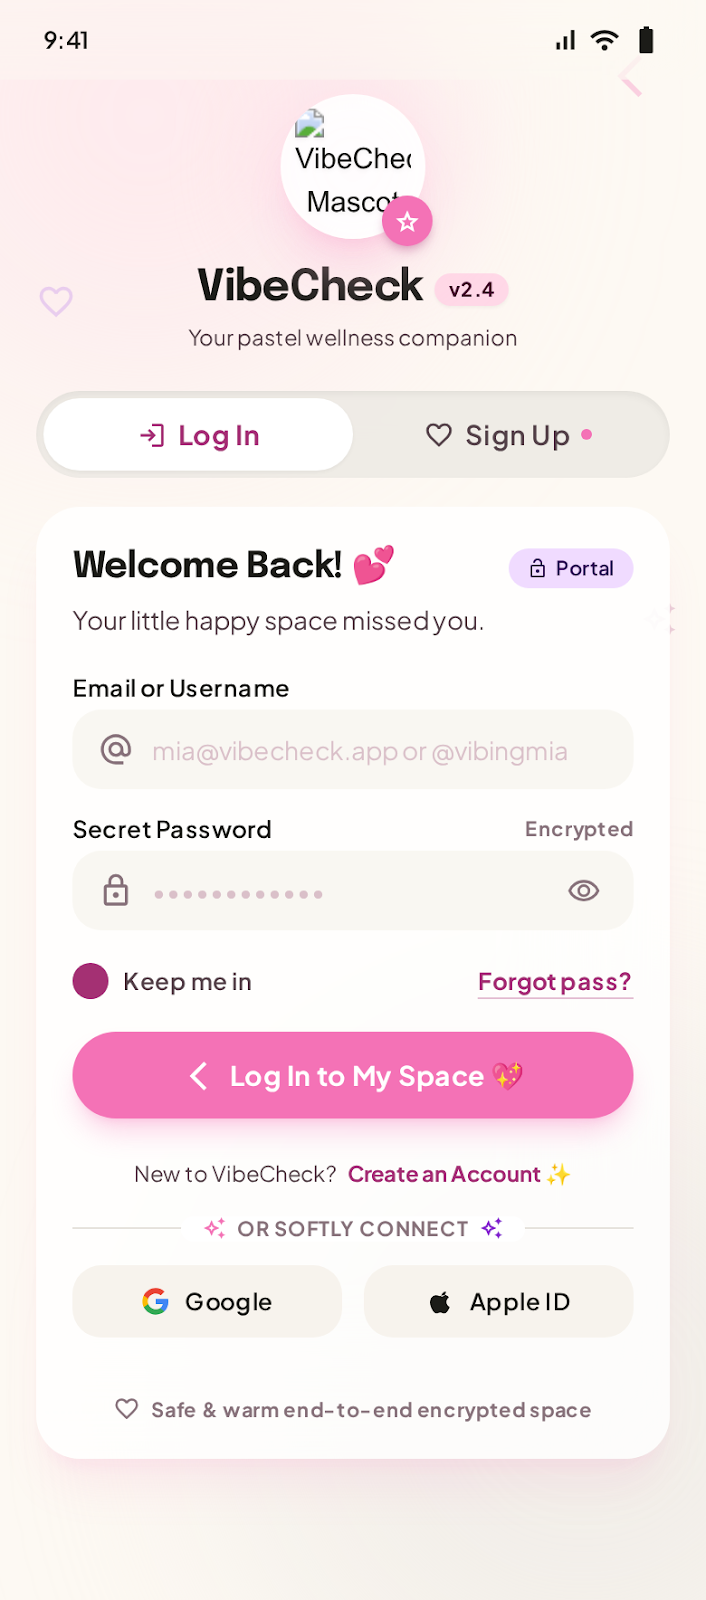 9:41
VibeChec
Mascot
VibeCheck v2.4
Your pastel wellness companion
Log In
Sign Up
Welcome Back! 💕
Portal
Your little happy space missed you.
Email or Username
mia@vibecheck.app or @vibingmia
Secret Password
Encrypted
••••••••••••
Keep me in
Forgot pass?
Log In to My Space 💖
New to VibeCheck? Create an Account ✨
OR SOFTLY CONNECT
Google
Apple ID
Safe & warm end-to-end encrypted space